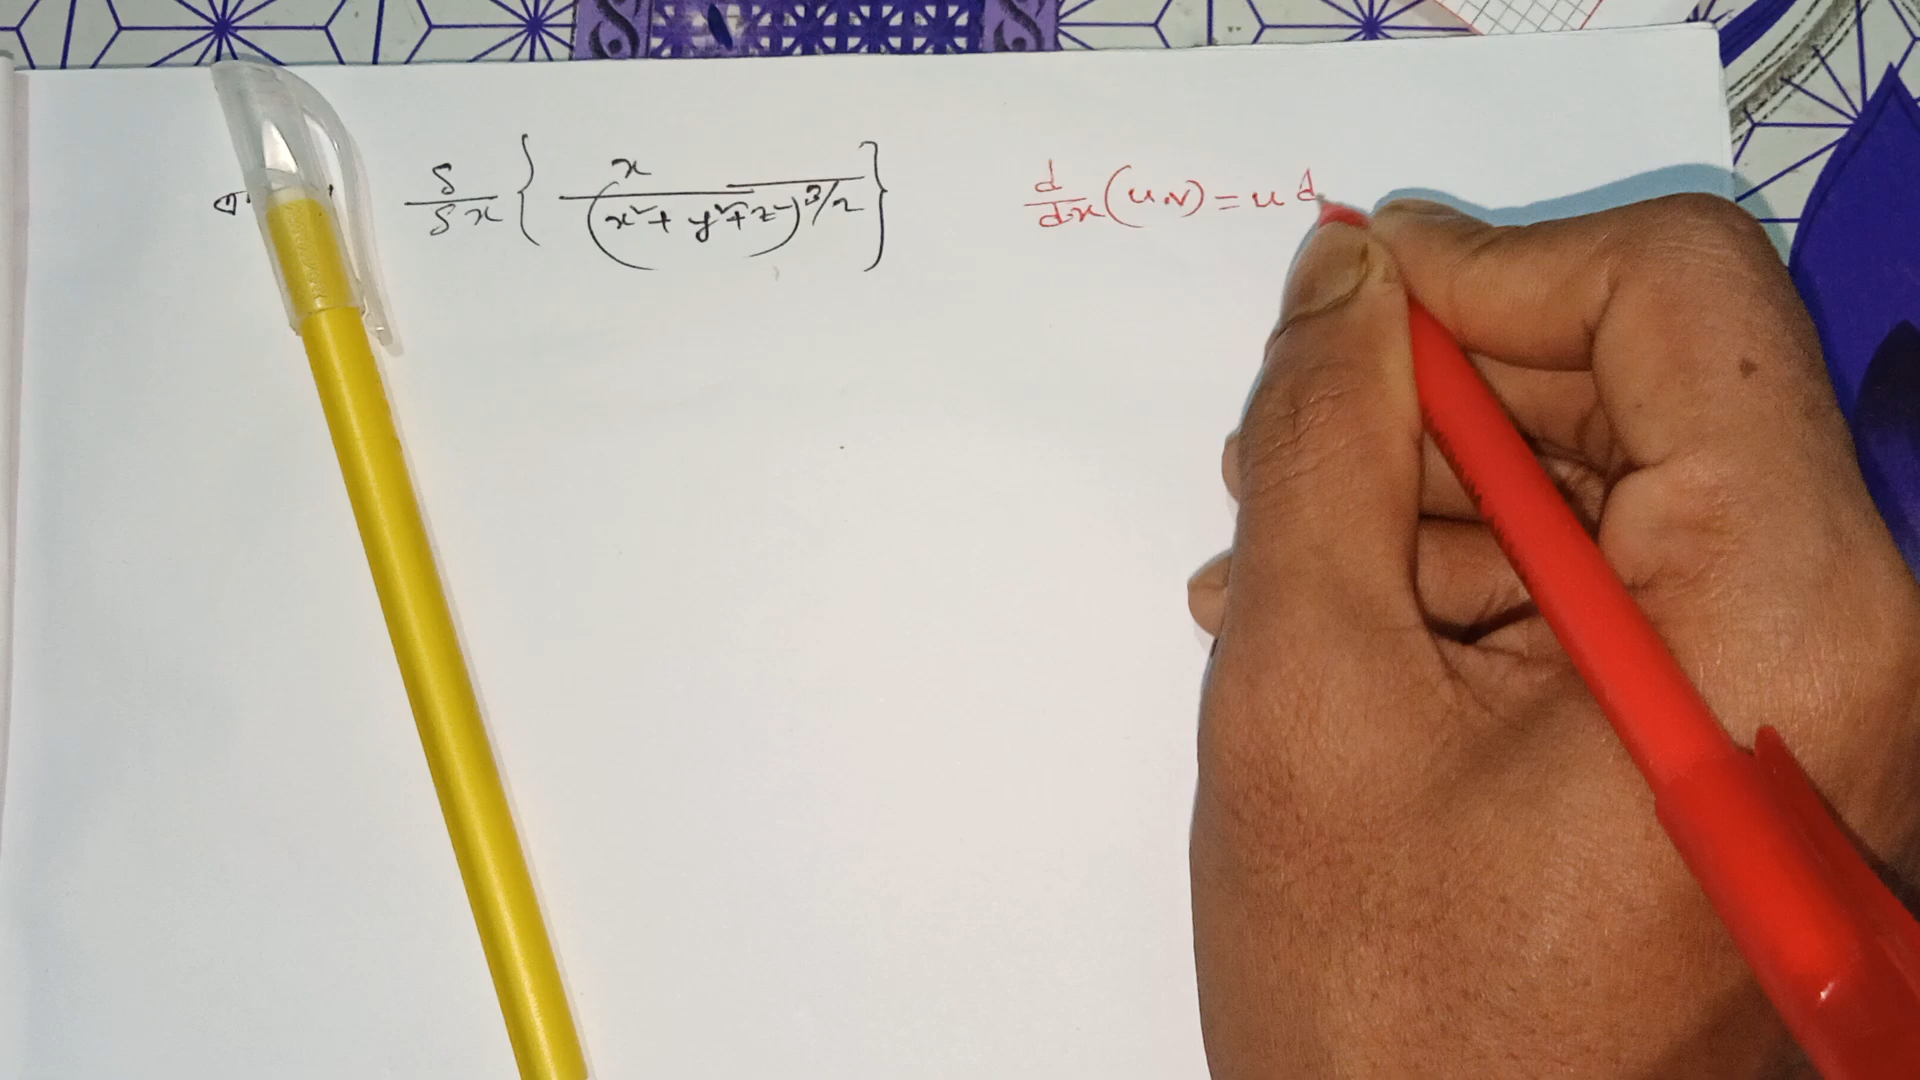 δ/δx { x / (x² + y² + z²)^3/2 } d/dx (u.v) = u d